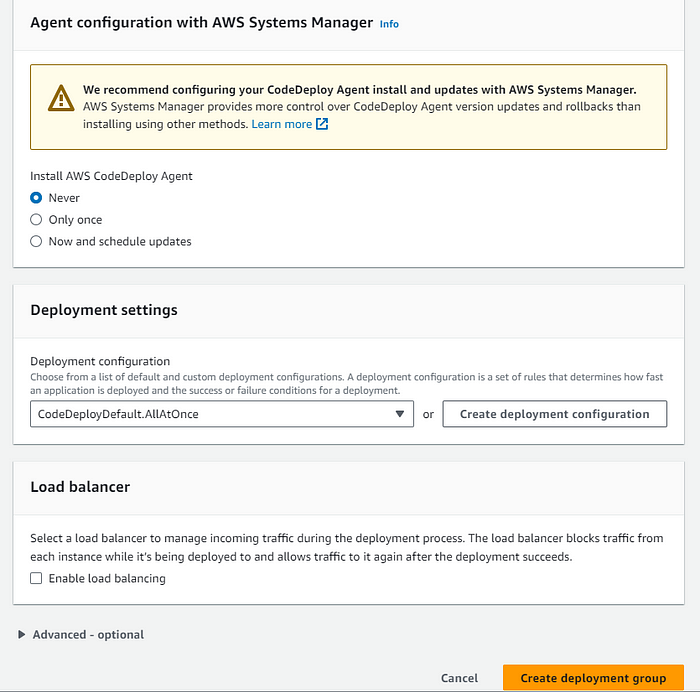 Agent configuration with AWS Systems Manager Info
We recommend configuring your CodeDeploy Agent install and updates with AWS Systems Manager.
AWS Systems Manager provides more control over CodeDeploy Agent version updates and rollbacks than
installing using other methods. Learn more
Install AWS CodeDeploy Agent
Never
Only once
Now and schedule updates
Deployment settings
Deployment configuration
Choose from a list of default and custom deployment configurations. A deployment configuration is a set of rules that determines how fast
an application is deployed and the success or failure conditions for a deployment.
CodeDeployDefault.AllAtOnce or Create deployment configuration
Load balancer
Select a load balancer to manage incoming traffic during the deployment process. The load balancer blocks traffic from
each instance while it's being deployed to and allows traffic to it again after the deployment succeeds.
Enable load balancing
Advanced - optional
Cancel Create deployment group